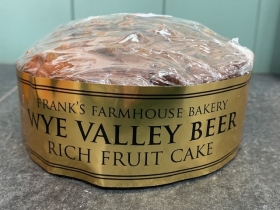 FRANK'S FARMHOUSE BAKERY
WYE VALLEY BEER
RICH FRUIT CAKE